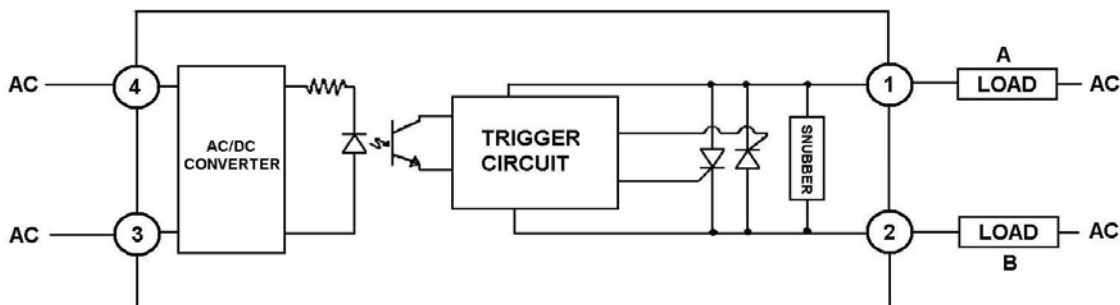 AC
4
AC/DC
CONVERTER
3
AC
TRIGGER
CIRCUIT
SNUBBER
1
A
LOAD
AC
2
LOAD
B
AC